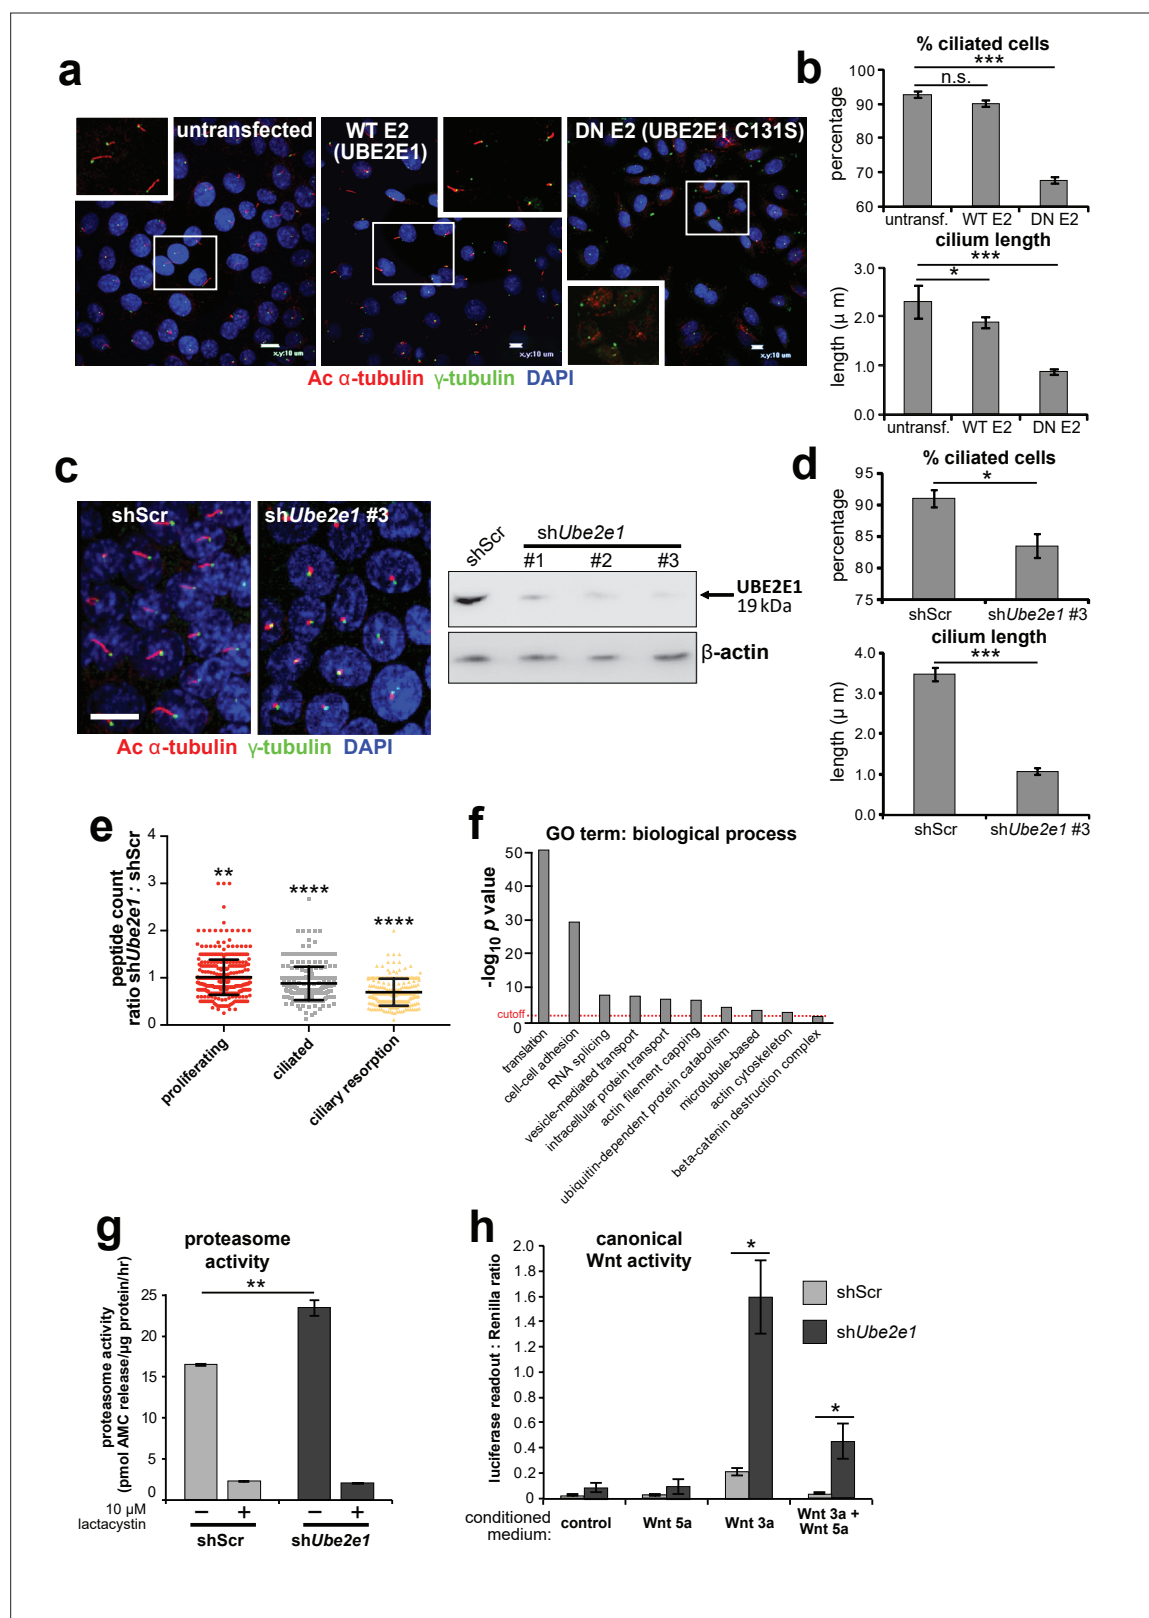 a
untransfected
WT E2
(UBE2E1)
DN E2 (UBE2E1 C131S)
x,y:10 um
x,y:10 um
x,y:10 um
Ac α-tubulin γ-tubulin DAPI
b
% ciliated cells
***
n.s.
percentage
100
90
80
70
60
untransf. WT E2 DN E2
cilium length
***
*
length (μ m)
3.0
2.0
1.0
0.0
untransf. WT E2 DN E2
c
shScr
shUbe2e1 #3
Ac α-tubulin γ-tubulin DAPI
shScr
shUbe2e1
#1 #2 #3
UBE2E1
19 kDa
β-actin
d
% ciliated cells
*
percentage
95
90
85
80
75
shScr shUbe2e1 #3
cilium length
***
length (μ m)
4.0
3.0
2.0
1.0
0.0
shScr shUbe2e1 #3
e
peptide count
ratio shUbe2e1 : shScr
4
3
2
1
0
**
****
****
proliferating
ciliated
ciliary resorption
f
GO term: biological process
-log10 p value
50
40
30
20
10
0
cutoff
translation
cell-cell adhesion
RNA splicing
vesicle-mediated transport
intracellular protein transport
actin filament capping
ubiquitin-dependent protein catabolism
microtubule-based
actin cytoskeleton
beta-catenin destruction complex
g
proteasome
activity
proteasome activity
(pmol AMC release/μg protein/hr)
25
20
15
10
5
0
**
10 μM
lactacystin
− + − +
shScr shUbe2e1
h
canonical
Wnt activity
luciferase readout : Renilla ratio
2.0
1.8
1.6
1.4
1.2
1.0
0.8
0.6
0.4
0.2
0
*
*
shScr
shUbe2e1
conditioned
medium:
control
Wnt 5a
Wnt 3a
Wnt 3a +
Wnt 5a